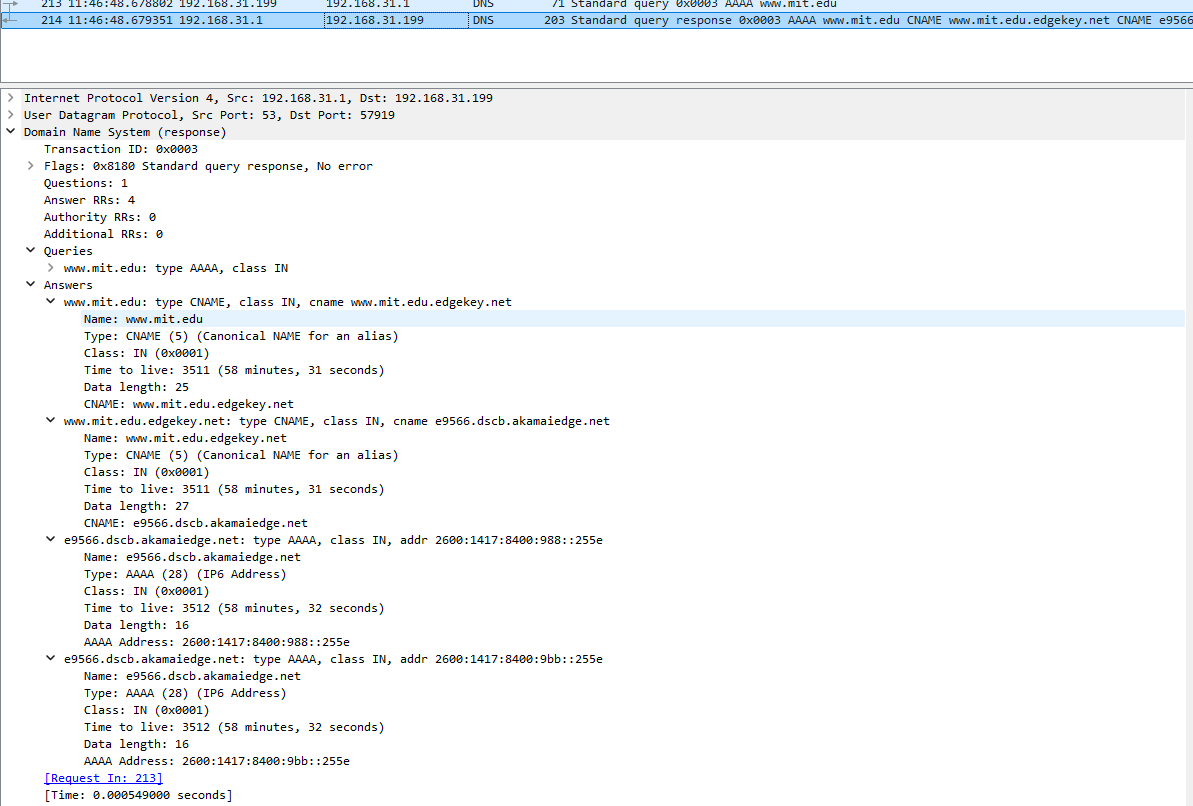 213 11:46:48.678802 192.168.31.199 192.168.31.1 DNS 71 Standard query 0x0003 AAAA www.mit.edu
214 11:46:48.679351 192.168.31.1 192.168.31.199 DNS 203 Standard query response 0x0003 AAAA www.mit.edu CNAME www.mit.edu.edgekey.net CNAME e9566
Internet Protocol Version 4, Src: 192.168.31.1, Dst: 192.168.31.199
User Datagram Protocol, Src Port: 53, Dst Port: 57919
Domain Name System (response)
Transaction ID: 0x0003
Flags: 0x8180 Standard query response, No error
Questions: 1
Answer RRs: 4
Authority RRs: 0
Additional RRs: 0
Queries
www.mit.edu: type AAAA, class IN
Answers
www.mit.edu: type CNAME, class IN, cname www.mit.edu.edgekey.net
Name: www.mit.edu
Type: CNAME (5) (Canonical NAME for an alias)
Class: IN (0x0001)
Time to live: 3511 (58 minutes, 31 seconds)
Data length: 25
CNAME: www.mit.edu.edgekey.net
www.mit.edu.edgekey.net: type CNAME, class IN, cname e9566.dscb.akamaiedge.net
Name: www.mit.edu.edgekey.net
Type: CNAME (5) (Canonical NAME for an alias)
Class: IN (0x0001)
Time to live: 3511 (58 minutes, 31 seconds)
Data length: 27
CNAME: e9566.dscb.akamaiedge.net
e9566.dscb.akamaiedge.net: type AAAA, class IN, addr 2600:1417:8400:988::255e
Name: e9566.dscb.akamaiedge.net
Type: AAAA (28) (IP6 Address)
Class: IN (0x0001)
Time to live: 3512 (58 minutes, 32 seconds)
Data length: 16
AAAA Address: 2600:1417:8400:988::255e
e9566.dscb.akamaiedge.net: type AAAA, class IN, addr 2600:1417:8400:9bb::255e
Name: e9566.dscb.akamaiedge.net
Type: AAAA (28) (IP6 Address)
Class: IN (0x0001)
Time to live: 3512 (58 minutes, 32 seconds)
Data length: 16
AAAA Address: 2600:1417:8400:9bb::255e
[Request In: 213]
[Time: 0.000549000 seconds]